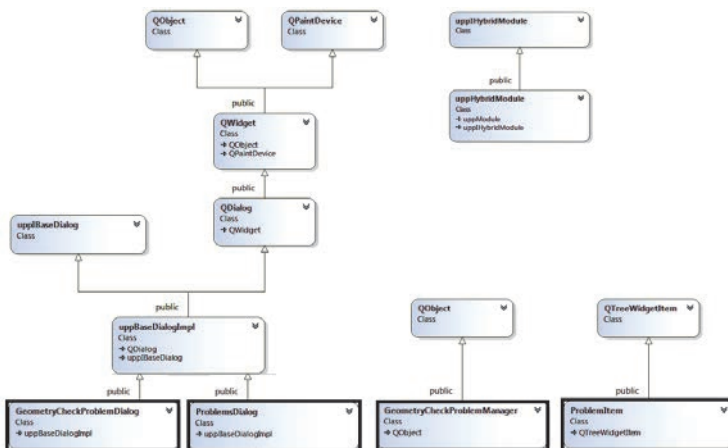 QObject
Class
QPaintDevice
Class
uppIHybridModule
Class
public
public
QWidget
Class
QObject
QPaintDevice
uppHybridModule
Class
uppModule
uppIHybridModule
public
QDialog
Class
QWidget
uppIBaseDialog
Class
public
uppBaseDialogImpl
Class
QDialog
uppIBaseDialog
QObject
Class
QTreeWidgetItem
Class
public
public
public
public
GeometryCheckProblemDialog
Class
uppBaseDialogImpl
ProblemsDialog
Class
uppBaseDialogImpl
GeometryCheckProblemManager
Class
QObject
ProblemItem
Class
QTreeWidgetItem